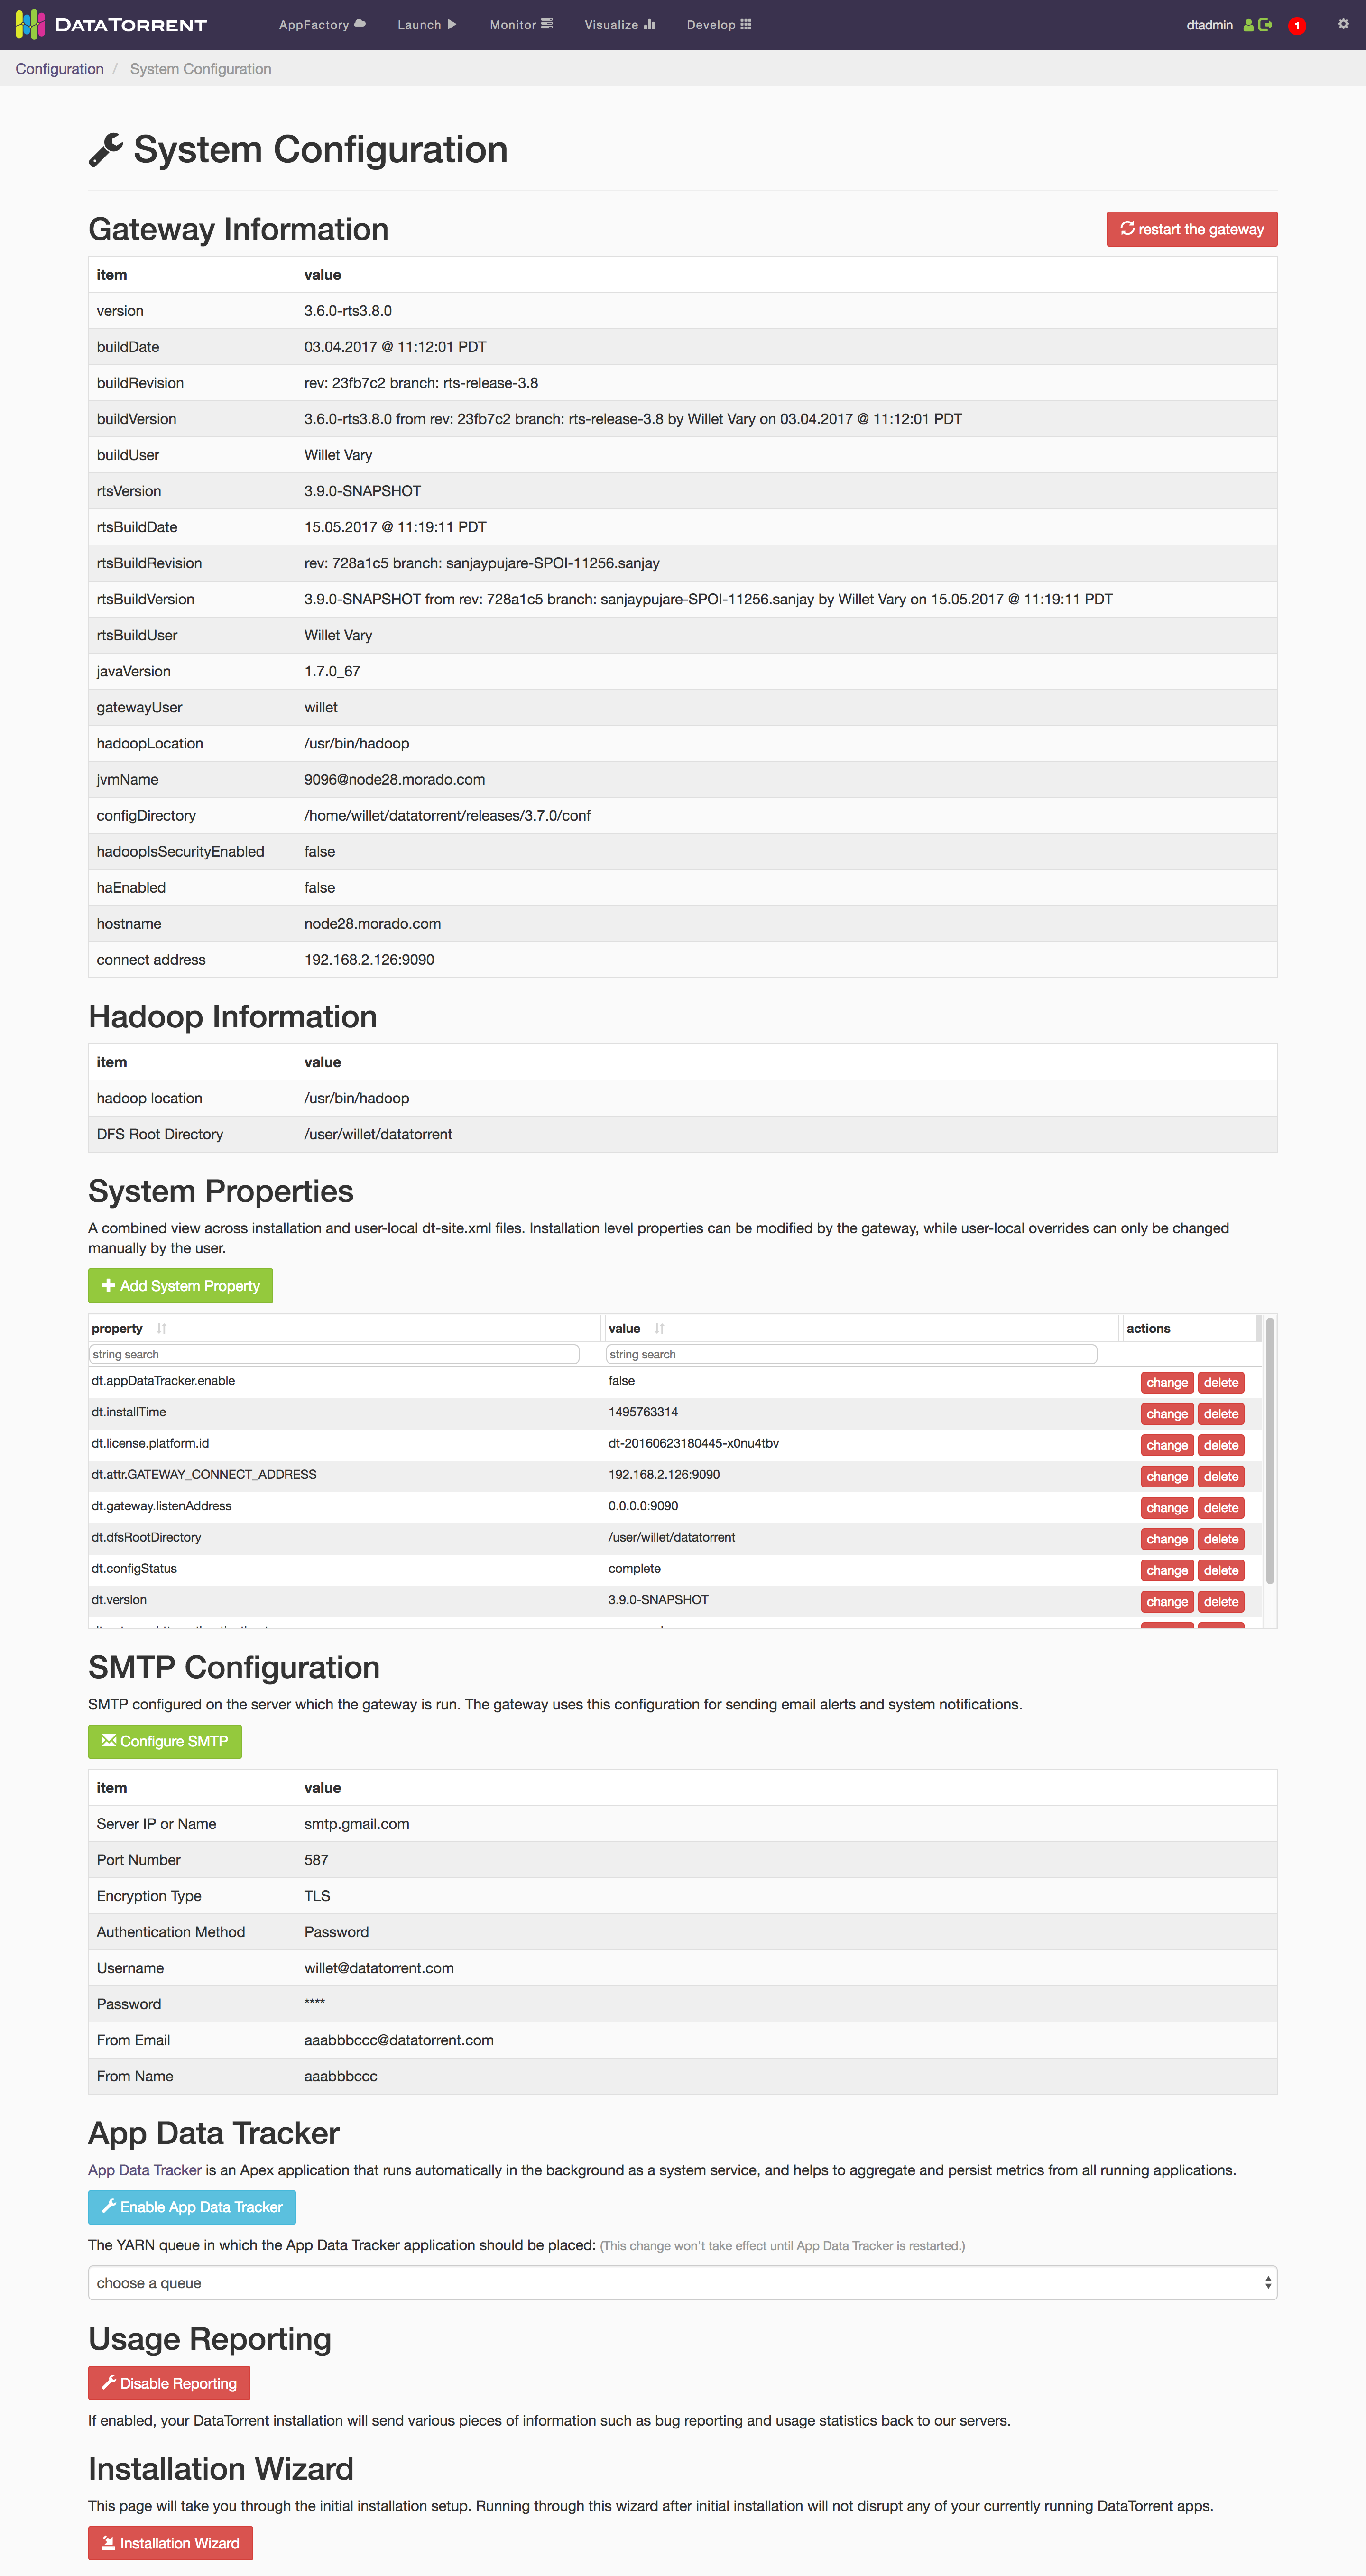 DATATORRENT AppFactory Launch Monitor Visualize Develop dtadmin 1
Configuration / System Configuration
System Configuration
Gateway Information restart the gateway
item value
version 3.6.0-rts3.8.0
buildDate 03.04.2017 @ 11:12:01 PDT
buildRevision rev: 23fb7c2 branch: rts-release-3.8
buildVersion 3.6.0-rts3.8.0 from rev: 23fb7c2 branch: rts-release-3.8 by Willet Vary on 03.04.2017 @ 11:12:01 PDT
buildUser Willet Vary
rtsVersion 3.9.0-SNAPSHOT
rtsBuildDate 15.05.2017 @ 11:19:11 PDT
rtsBuildRevision rev: 728a1c5 branch: sanjaypujare-SPOI-11256.sanjay
rtsBuildVersion 3.9.0-SNAPSHOT from rev: 728a1c5 branch: sanjaypujare-SPOI-11256.sanjay by Willet Vary on 15.05.2017 @ 11:19:11 PDT
rtsBuildUser Willet Vary
javaVersion 1.7.0_67
gatewayUser willet
hadoopLocation /usr/bin/hadoop
jvmName 9096@node28.morado.com
configDirectory /home/willet/datatorrent/releases/3.7.0/conf
hadoopIsSecurityEnabled false
haEnabled false
hostname node28.morado.com
connect address 192.168.2.126:9090
Hadoop Information
item value
hadoop location /usr/bin/hadoop
DFS Root Directory /user/willet/datatorrent
System Properties
A combined view across installation and user-local dt-site.xml files. Installation level properties can be modified by the gateway, while user-local overrides can only be changed
manually by the user.
Add System Property
property value actions
string search string search
dt.appDataTracker.enable false change delete
dt.installTime 1495763314 change delete
dt.license.platform.id dt-20160623180445-x0nu4tbv change delete
dt.attr.GATEWAY_CONNECT_ADDRESS 192.168.2.126:9090 change delete
dt.gateway.listenAddress 0.0.0.0:9090 change delete
dt.dfsRootDirectory /user/willet/datatorrent change delete
dt.configStatus complete change delete
dt.version 3.9.0-SNAPSHOT change delete
SMTP Configuration
SMTP configured on the server which the gateway is run. The gateway uses this configuration for sending email alerts and system notifications.
Configure SMTP
item value
Server IP or Name smtp.gmail.com
Port Number 587
Encryption Type TLS
Authentication Method Password
Username willet@datatorrent.com
Password ****
From Email aaabbbccc@datatorrent.com
From Name aaabbbccc
App Data Tracker
App Data Tracker is an Apex application that runs automatically in the background as a system service, and helps to aggregate and persist metrics from all running applications.
Enable App Data Tracker
The YARN queue in which the App Data Tracker application should be placed: (This change won't take effect until App Data Tracker is restarted.)
choose a queue
Usage Reporting
Disable Reporting
If enabled, your DataTorrent installation will send various pieces of information such as bug reporting and usage statistics back to our servers.
Installation Wizard
This page will take you through the initial installation setup. Running through this wizard after initial installation will not disrupt any of your currently running DataTorrent apps.
Installation Wizard